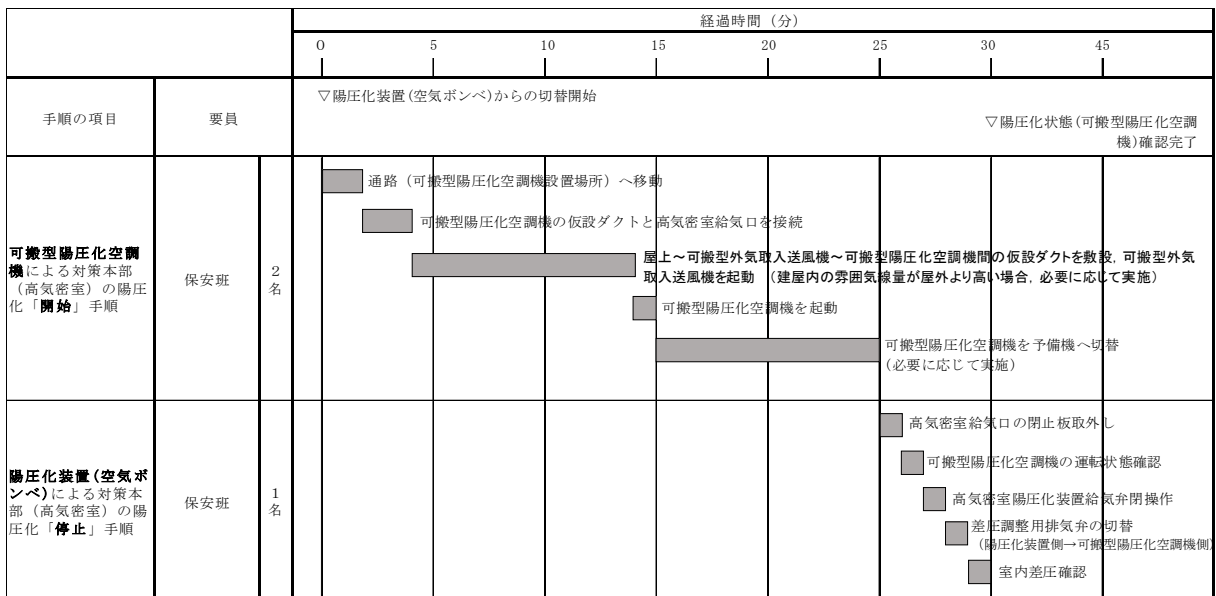 経過時間（分）
0 5 10 15 20 25 30 45
手順の項目
要員
▽陽圧化装置(空気ボンベ)からの切替開始
▽陽圧化状態(可搬型陽圧化空調
機)確認完了
可搬型陽圧化空調
機による対策本部
（高気密室）の陽圧
化「開始」手順
保安班
2
名
通路（可搬型陽圧化空調機設置場所）へ移動
可搬型陽圧化空調機の仮設ダクトと高気密室給気口を接続
屋上～可搬型外気取入送風機～可搬型陽圧化空調機間の仮設ダクトを敷設，可搬型外気
取入送風機を起動　（建屋内の雰囲気線量が屋外より高い場合，必要に応じて実施）
可搬型陽圧化空調機を起動
可搬型陽圧化空調機を予備機へ切替
（必要に応じて実施）
陽圧化装置(空気ボ
ンベ)による対策本
部（高気密室）の陽
圧化「停止」手順
保安班
1
名
高気密室給気口の閉止板取外し
可搬型陽圧化空調機の運転状態確認
高気密室陽圧化装置給気弁閉操作
差圧調整用排気弁の切替
（陽圧化装置側→可搬型陽圧化空調機側）
室内差圧確認